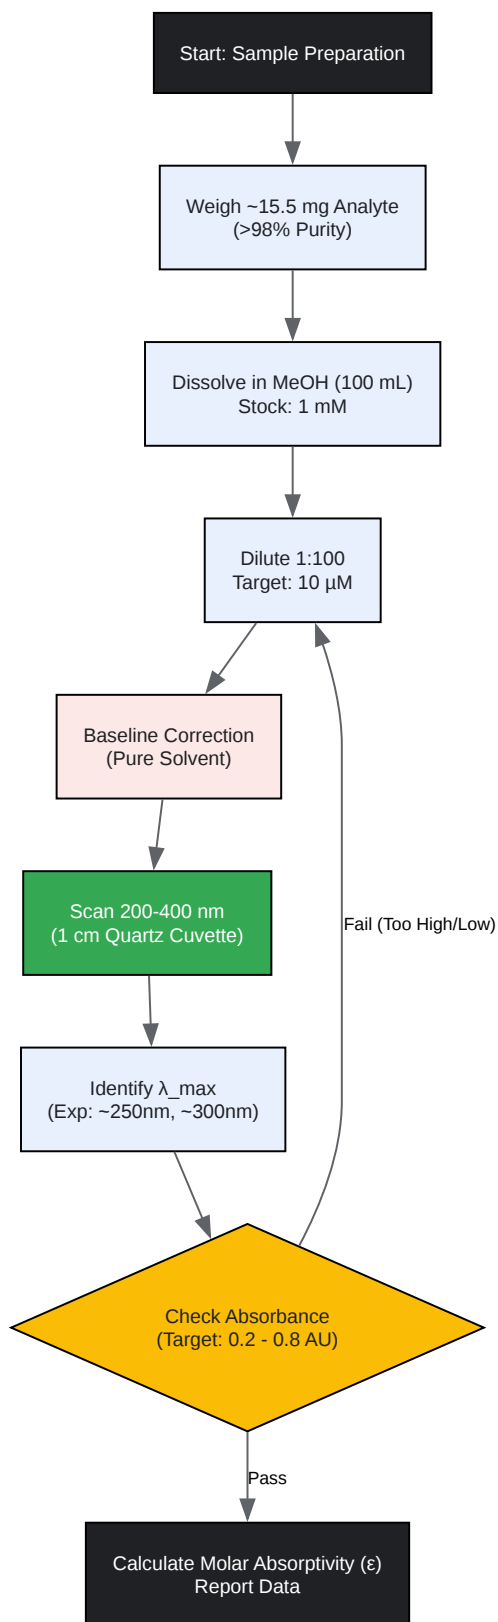 Start: Sample Preparation
Weigh ~15.5 mg Analyte
(>98% Purity)
Dissolve in MeOH (100 mL)
Stock: 1 mM
Dilute 1:100
Target: 10 µM
Baseline Correction
(Pure Solvent)
Scan 200-400 nm
(1 cm Quartz Cuvette)
Fail (Too High/Low)
Identify λ_max
(Exp: ~250nm, ~300nm)
Check Absorbance
(Target: 0.2 - 0.8 AU)
Pass
Calculate Molar Absorptivity (ε)
Report Data